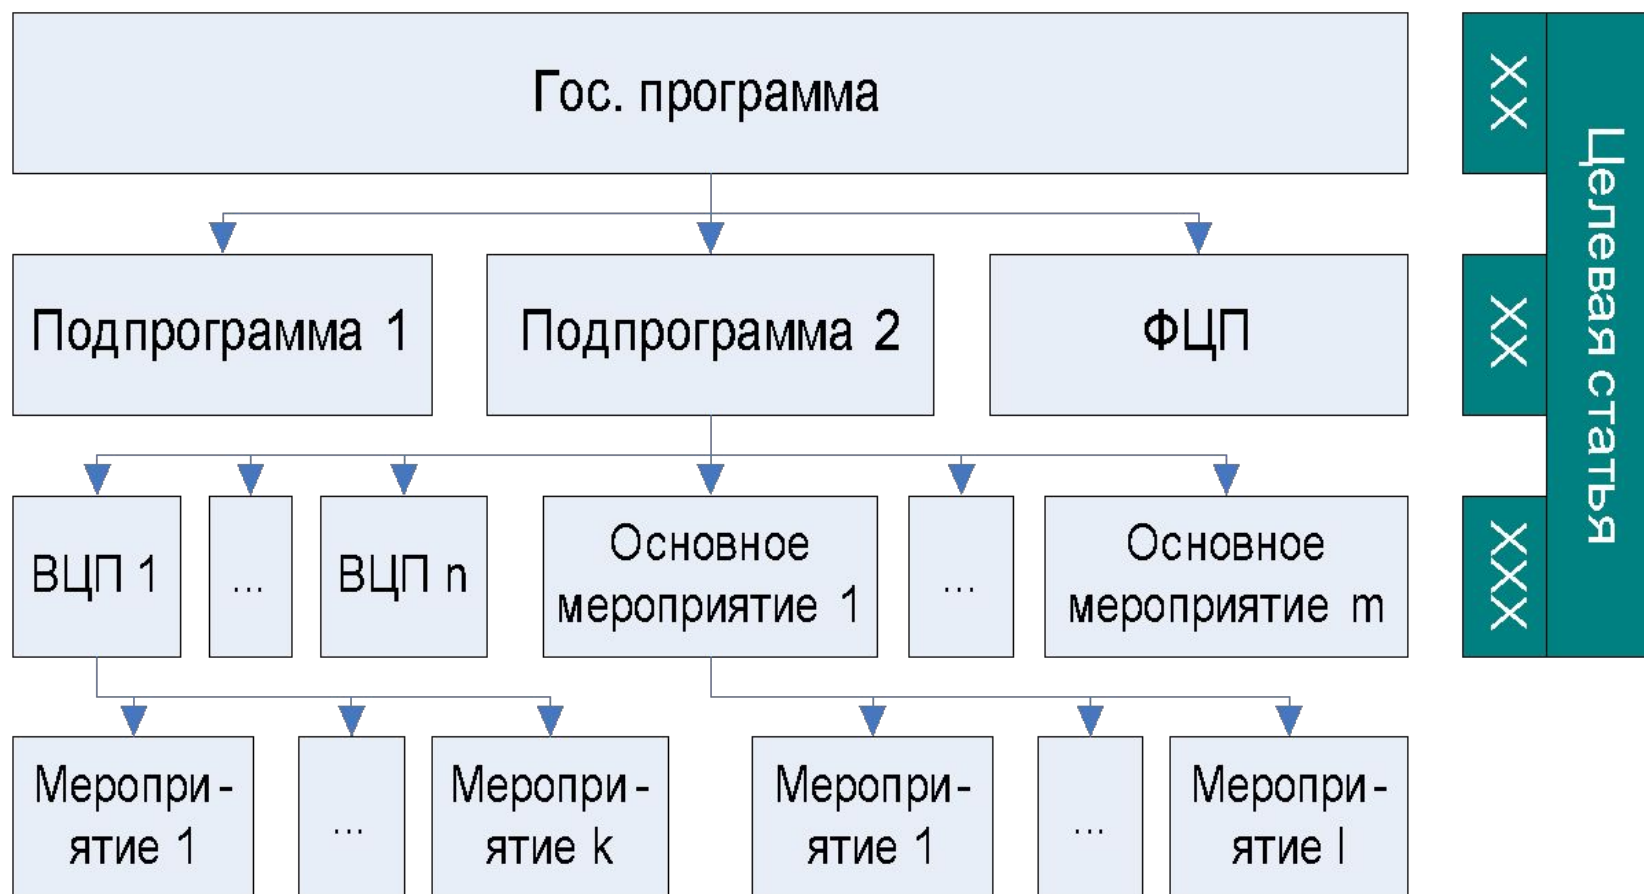 Гос. программа
Подпрограмма 1
Подпрограмма 2
ФЦП
ВЦП 1
...
ВЦП n
Основное
мероприятие 1
...
Основное
мероприятие m
Меропри-
ятие 1
...
Меропри-
ятие k
Меропри-
ятие 1
...
Меропри-
ятие l
XX
XX
XXX
Целевая статья